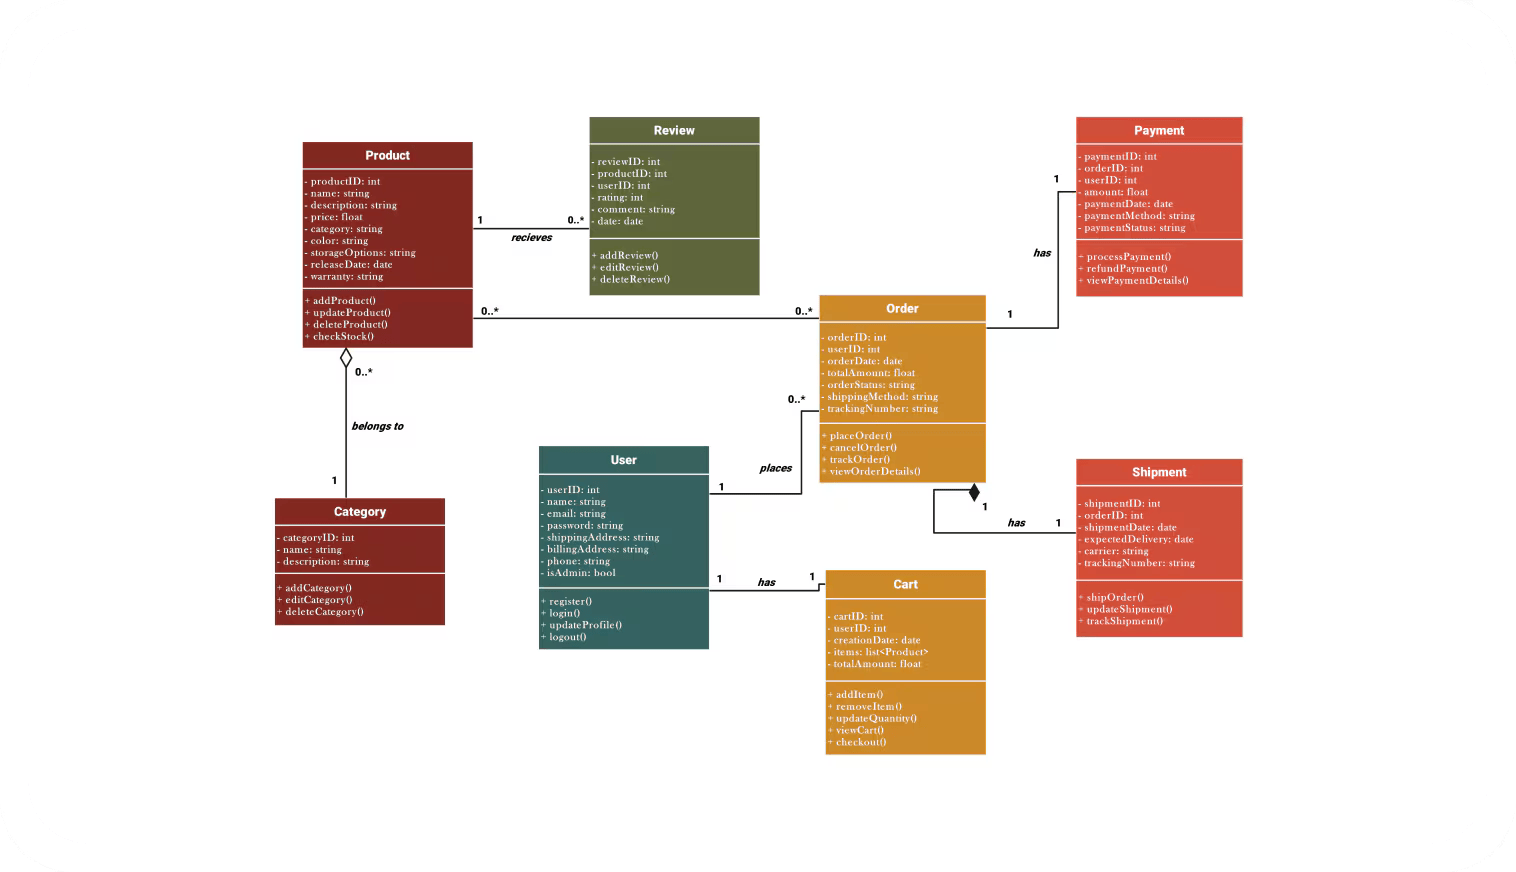 Product
- productID: int
- name: string
- description: string
- price: float
- category: string
- color: string
- storageOptions: string
- releaseDate: date
- warranty: string
+ addProduct()
+ updateProduct()
+ deleteProduct()
+ checkStock()
1
0..*
recieves
Review
- reviewID: int
- productID: int
- userID: int
- rating: int
- comment: string
- date: date
+ addReview()
+ editReview()
+ deleteReview()
0..*
0..*
Order
- orderID: int
- userID: int
- orderDate: date
- totalAmount: float
- orderStatus: string
- shippingMethod: string
- trackingNumber: string
+ placeOrder()
+ cancelOrder()
+ trackOrder()
+ viewOrderDetails()
1
has
1
Payment
- paymentID: int
- orderID: int
- userID: int
- amount: float
- paymentDate: date
- paymentMethod: string
- paymentStatus: string
+ processPayment()
+ refundPayment()
+ viewPaymentDetails()
0..*
belongs to
1
Category
- categoryID: int
- name: string
- description: string
+ addCategory()
+ editCategory()
+ deleteCategory()
User
- userID: int
- name: string
- email: string
- password: string
- shippingAddress: string
- billingAddress: string
- phone: string
- isAdmin: bool
+ register()
+ login()
+ updateProfile()
+ logout()
0..*
places
1
1
has
1
Cart
- cartID: int
- userID: int
- creationDate: date
- items: list<Product>
- totalAmount: float
+ addItem()
+ removeItem()
+ updateQuantity()
+ viewCart()
+ checkout()
1
has
1
Shipment
- shipmentID: int
- orderID: int
- shipmentDate: date
- expectedDelivery: date
- carrier: string
- trackingNumber: string
+ shipOrder()
+ updateShipment()
+ trackShipment()